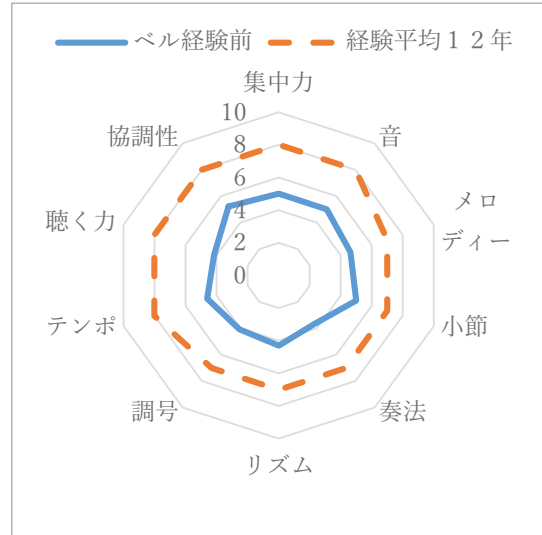 ベル経験前 経験平均１２年
集中力
音
メロ
ディー
小節
奏法
リズム
調号
テンポ
聴く力
協調性
10
8
6
4
2
0